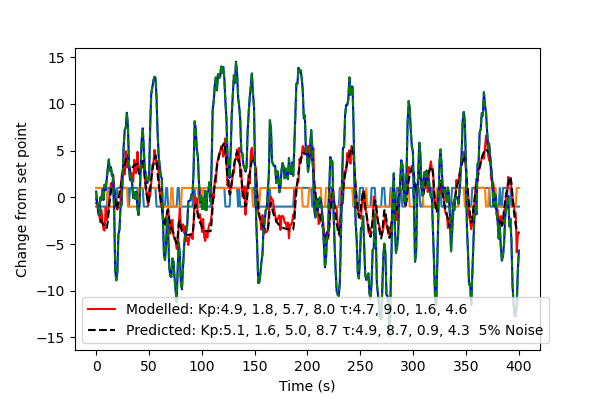 15
10
5
0
−5
−10
−15
Change from set point
Modelled: Kp:4.9, 1.8, 5.7, 8.0 τ:4.7, 9.0, 1.6, 4.6
Predicted: Kp:5.1, 1.6, 5.0, 8.7 τ:4.9, 8.7, 0.9, 4.3  5% Noise
0 50 100 150 200 250 300 350 400
Time (s)